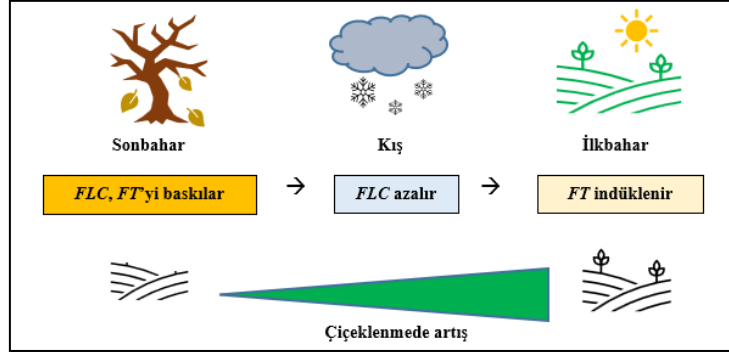 Sonbahar
Kış
İlkbahar
FLC, FT'yi baskılar
→
FLC azalır
→
FT indüklenir
Çiçeklenmede artış